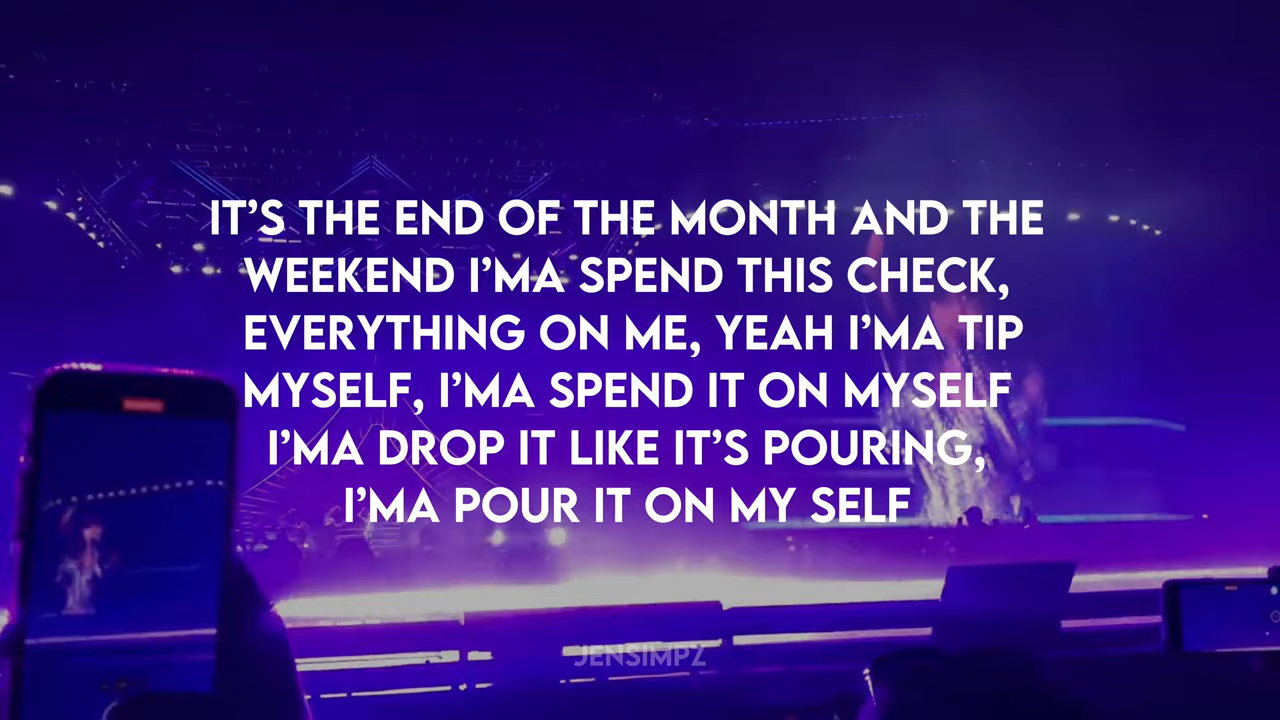 IT'S THE END OF THE MONTH AND THE
WEEKEND I'MA SPEND THIS CHECK,
EVERYTHING ON ME, YEAH I'MA TIP
MYSELF, I'MA SPEND IT ON MYSELF
I'MA DROP IT LIKE IT'S POURING,
I'MA POUR IT ON MY SELF
JENSIMPZ